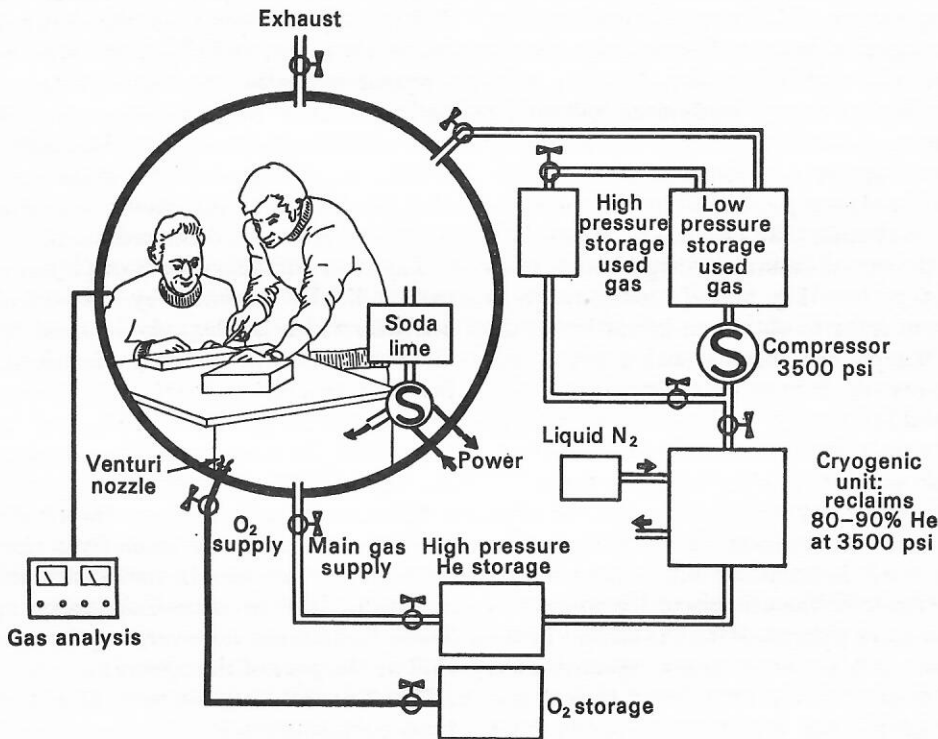 Exhaust
High
pressure
storage
used
gas
Low
pressure
storage
used
gas
Soda
lime
S
S
Compressor
3500 psi
Power
Liquid N₂
Venturi
nozzle
Cryogenic
unit:
reclaims
80–90% He
at 3500 psi
O₂
supply
Main gas
supply
High pressure
He storage
Gas analysis
O₂ storage